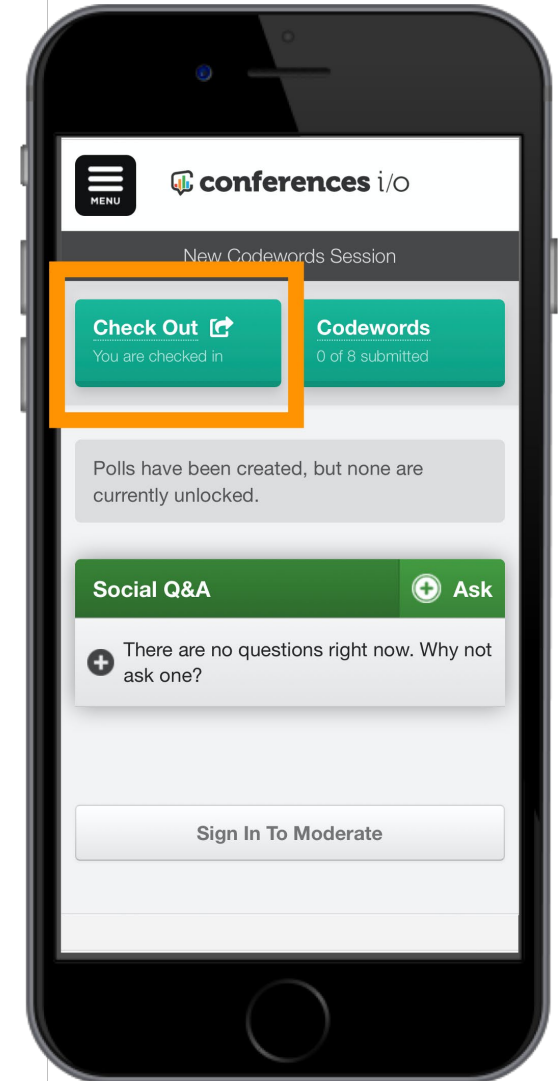 MENU
conferences i/o
New Codewords Session
Check Out
You are checked in
Codewords
0 of 8 submitted
Polls have been created, but none are
currently unlocked.
Social Q&A
Ask
There are no questions right now. Why not
ask one?
Sign In To Moderate